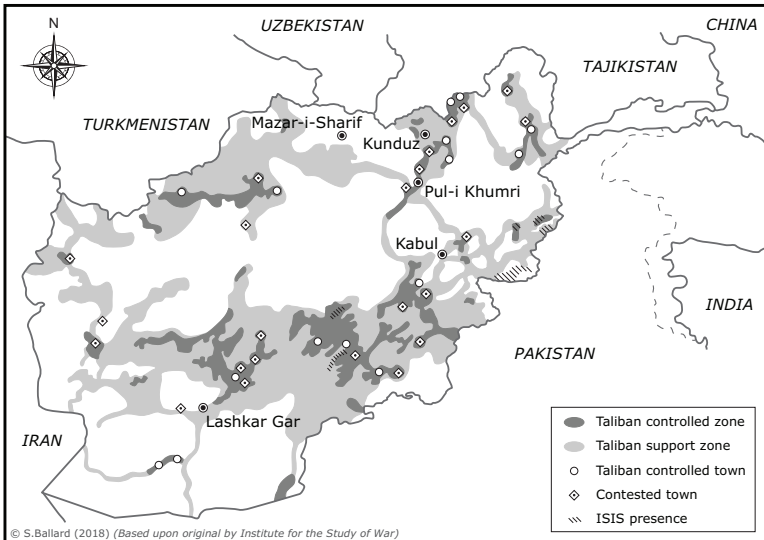 N
UZBEKISTAN
CHINA
TAJIKISTAN
TURKMENISTAN
Mazar-i-Sharif
Kunduz
Pul-i Khumri
Kabul
INDIA
PAKISTAN
Lashkar Gar
IRAN
Taliban controlled zone
Taliban support zone
Taliban controlled town
Contested town
ISIS presence
© S.Ballard (2018) (Based upon original by Institute for the Study of War)